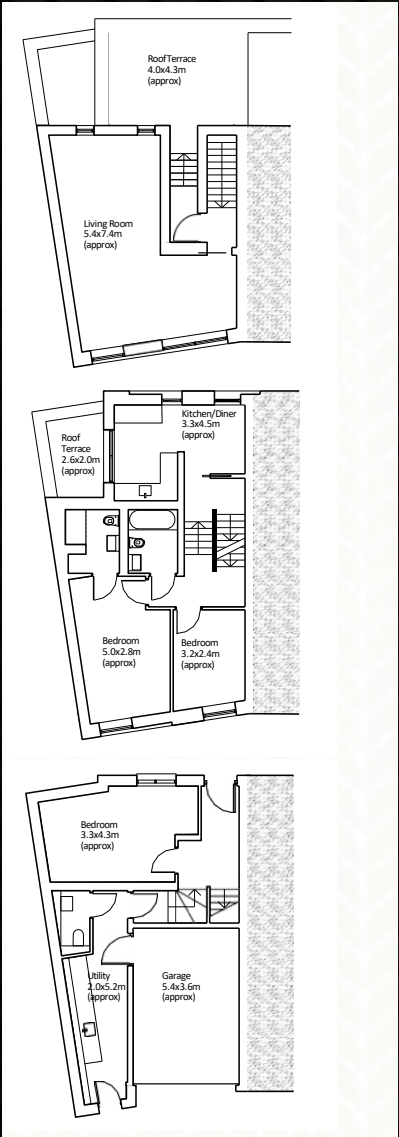 Roof Terrace
4.0x4.3m
(approx)
Living Room
5.4x7.4m
(approx)
Kitchen/Diner
3.3x4.5m
(approx)
Roof
Terrace
2.6x2.0m
(approx)
Bedroom
5.0x2.8m
(approx)
Bedroom
3.2x2.4m
(approx)
Bedroom
3.3x4.3m
(approx)
Utility
2.0x5.2m
(approx)
Garage
5.4x3.6m
(approx)